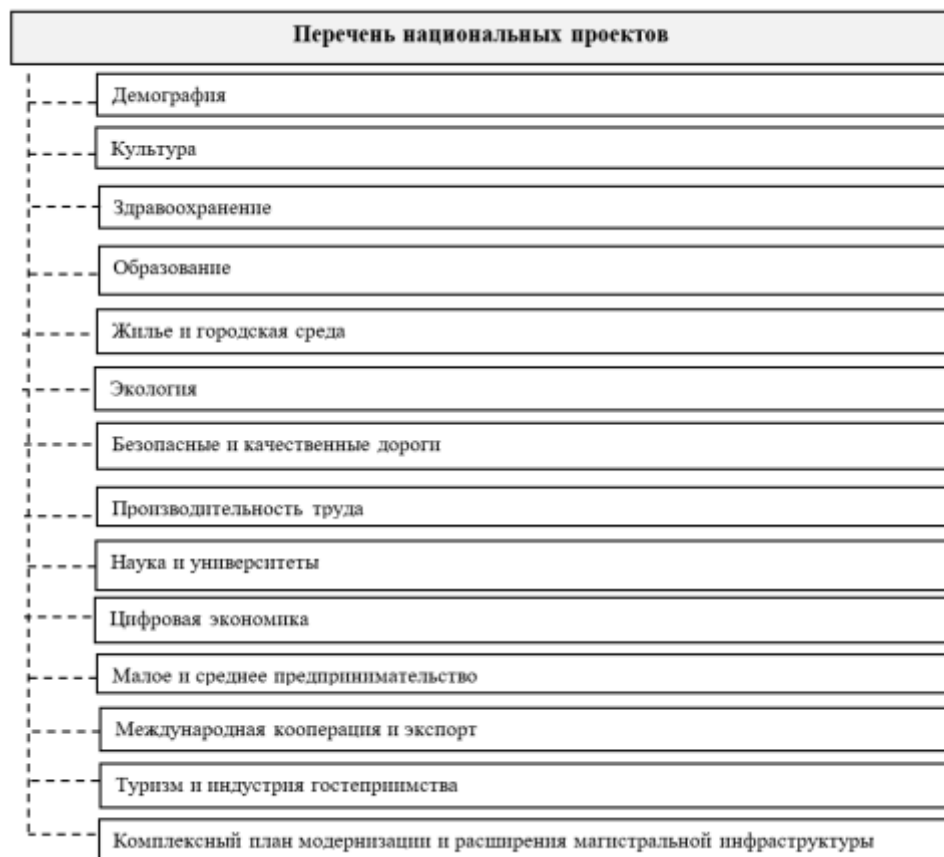 Перечень национальных проектов
Демография
Культура
Здравоохранение
Образование
Жилье и городская среда
Экология
Безопасные и качественные дороги
Производительность труда
Наука и университеты
Цифровая экономика
Малое и среднее предпринимательство
Международная кооперация и экспорт
Туризм и индустрия гостеприимства
Комплексный план модернизации и расширения магистральной инфраструктуры